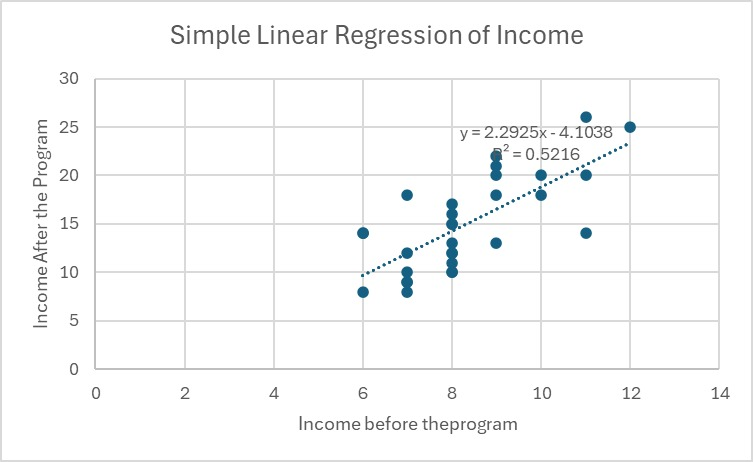 Simple Linear Regression of Income
Income After the Program
30
25
20
15
10
5
0
y = 2.2925x - 4.1038
R² = 0.5216
0 2 4 6 8 10 12 14
Income before theprogram